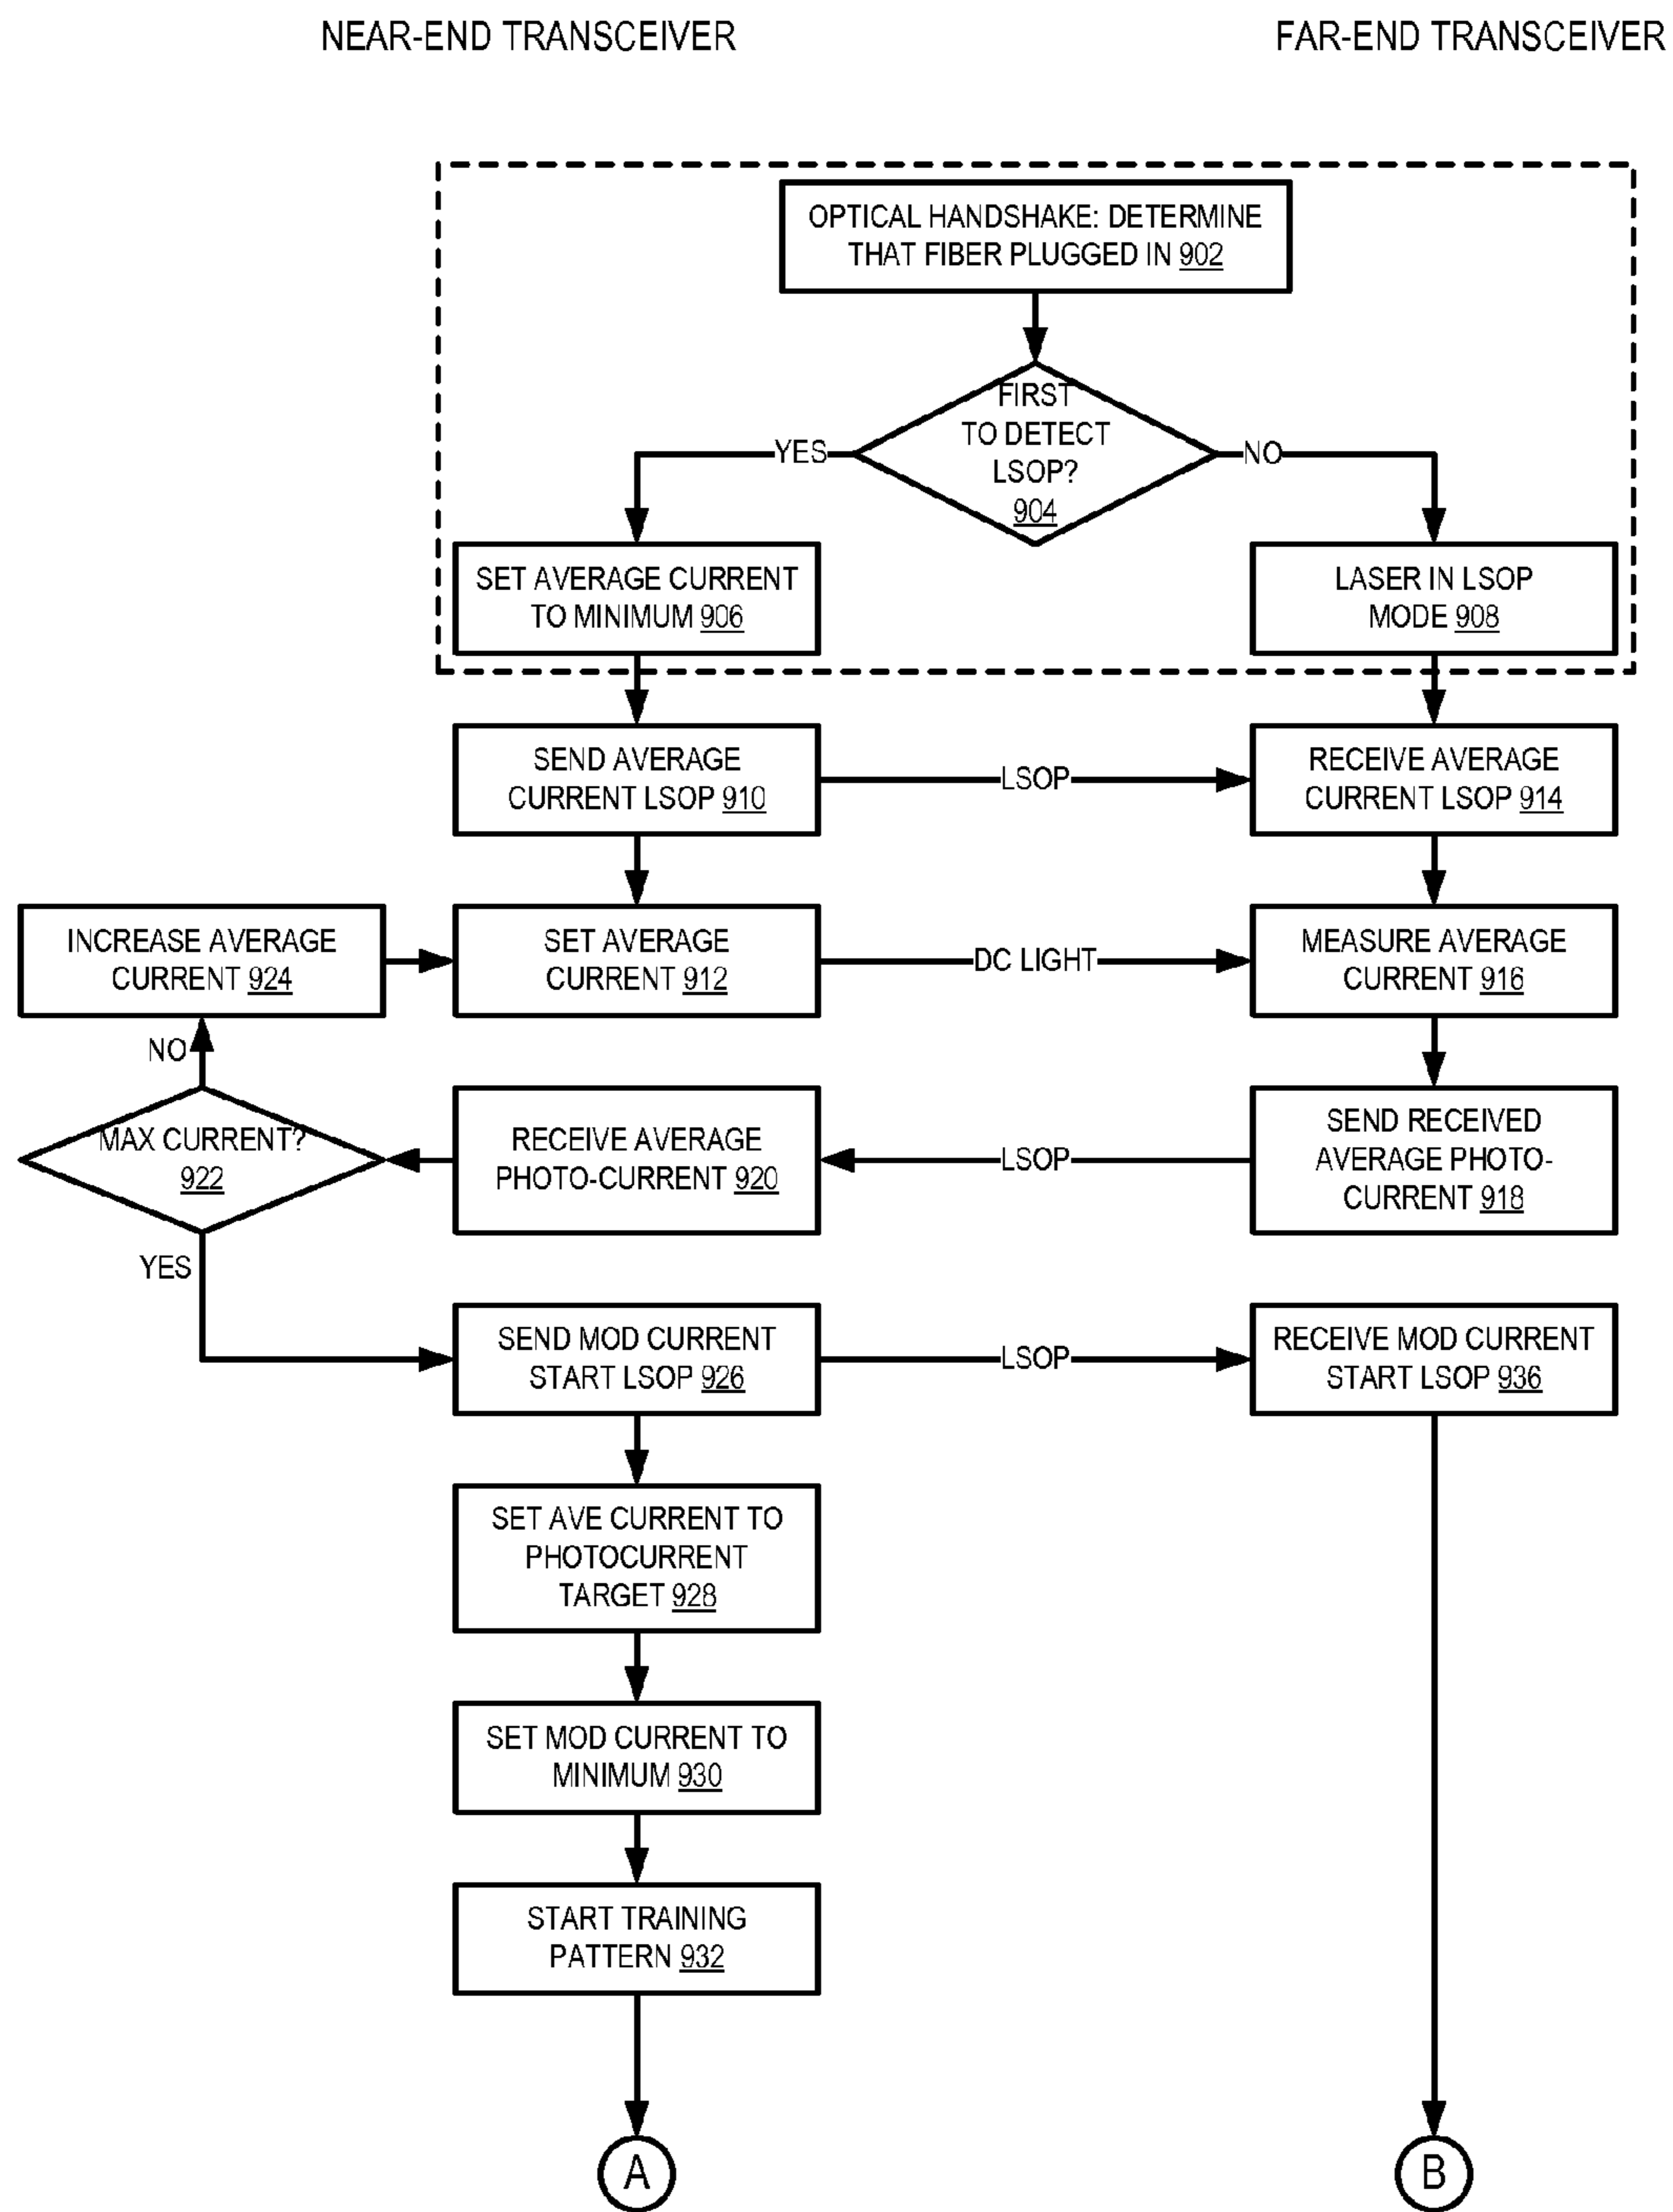 NEAR-END TRANSCEIVER
FAR-END TRANSCEIVER
OPTICAL HANDSHAKE: DETERMINE
THAT FIBER PLUGGED IN 902
FIRST
TO DETECT
LSOP?
904
YES
NO
SET AVERAGE CURRENT
TO MINIMUM 906
LASER IN LSOP
MODE 908
SEND AVERAGE
CURRENT LSOP 910
LSOP
RECEIVE AVERAGE
CURRENT LSOP 914
INCREASE AVERAGE
CURRENT 924
SET AVERAGE
CURRENT 912
DC LIGHT
MEASURE AVERAGE
CURRENT 916
NO
MAX CURRENT?
922
RECEIVE AVERAGE
PHOTO-CURRENT 920
LSOP
SEND RECEIVED
AVERAGE PHOTO-
CURRENT 918
YES
SEND MOD CURRENT
START LSOP 926
LSOP
RECEIVE MOD CURRENT
START LSOP 936
SET AVE CURRENT TO
PHOTOCURRENT
TARGET 928
SET MOD CURRENT TO
MINIMUM 930
START TRAINING
PATTERN 932
A
B